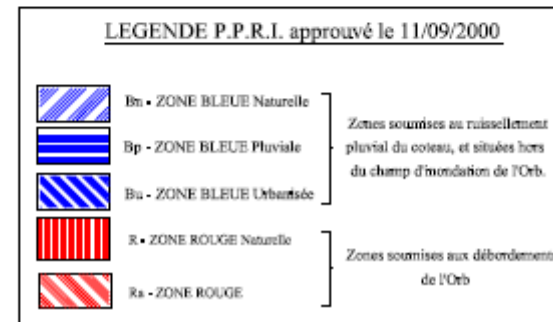 LEGENDE P.P.R.I. approuvé le 11/09/2000
Bn - ZONE BLEUE Naturelle
Bp - ZONE BLEUE Pluviale
Bu - ZONE BLEUE Urbanisée
Zones soumises au ruissellement
pluvial du coteau, et situées hors
du champ d'inondation de l'Orb.
R - ZONE ROUGE Naturelle
Ra - ZONE ROUGE
Zones soumises aux débordement
de l'Orb